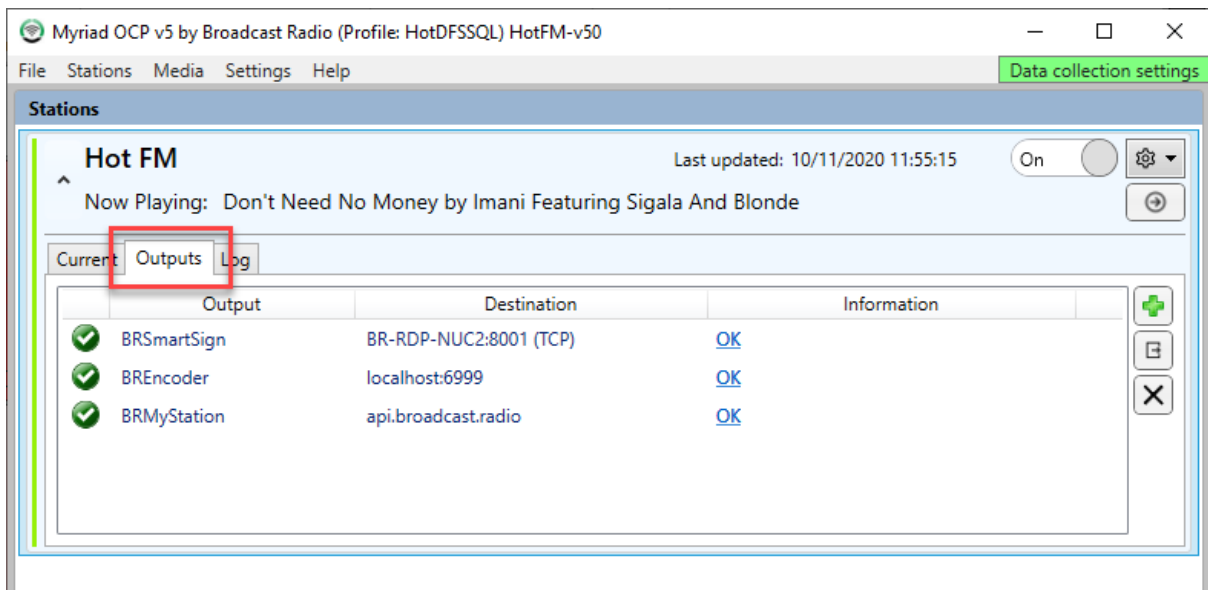 Myriad OCP v5 by Broadcast Radio (Profile: HotDFSSQL) HotFM-v50
File Stations Media Settings Help Data collection settings
Stations
Hot FM Last updated: 10/11/2020 11:55:15 On
Now Playing: Don't Need No Money by Imani Featuring Sigala And Blonde
Current Outputs Log
Output Destination Information
BRSmartSign BR-RDP-NUC2:8001 (TCP) OK
BREncoder localhost:6999 OK
BRMyStation api.broadcast.radio OK